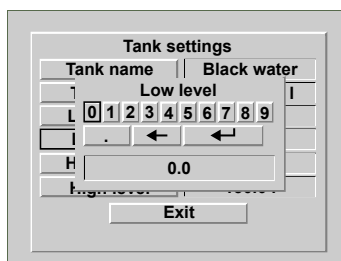 Tank settings
Tank name Black water
Low level
0 1 2 3 4 5 6 7 8 9
.
0.0
Exit